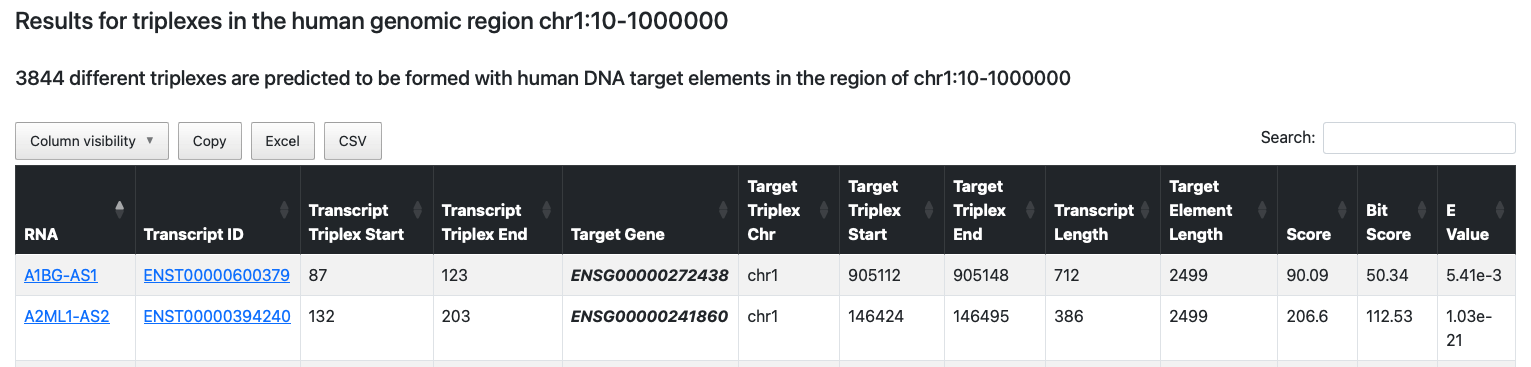 Results for triplexes in the human genomic region chr1:10-1000000
3844 different triplexes are predicted to be formed with human DNA target elements in the region of chr1:10-1000000
Column visibility ▼ Copy Excel CSV Search:
RNA Transcript ID Transcript Triplex Start Transcript Triplex End Target Gene Target Triplex Chr Target Triplex Start Target Triplex End Transcript Length Target Element Length Score Bit Score E Value
A1BG-AS1 ENST00000600379 87 123 ENSG00000272438 chr1 905112 905148 712 2499 90.09 50.34 5.41e-3
A2ML1-AS2 ENST00000394240 132 203 ENSG00000241860 chr1 146424 146495 386 2499 206.6 112.53 1.03e-21